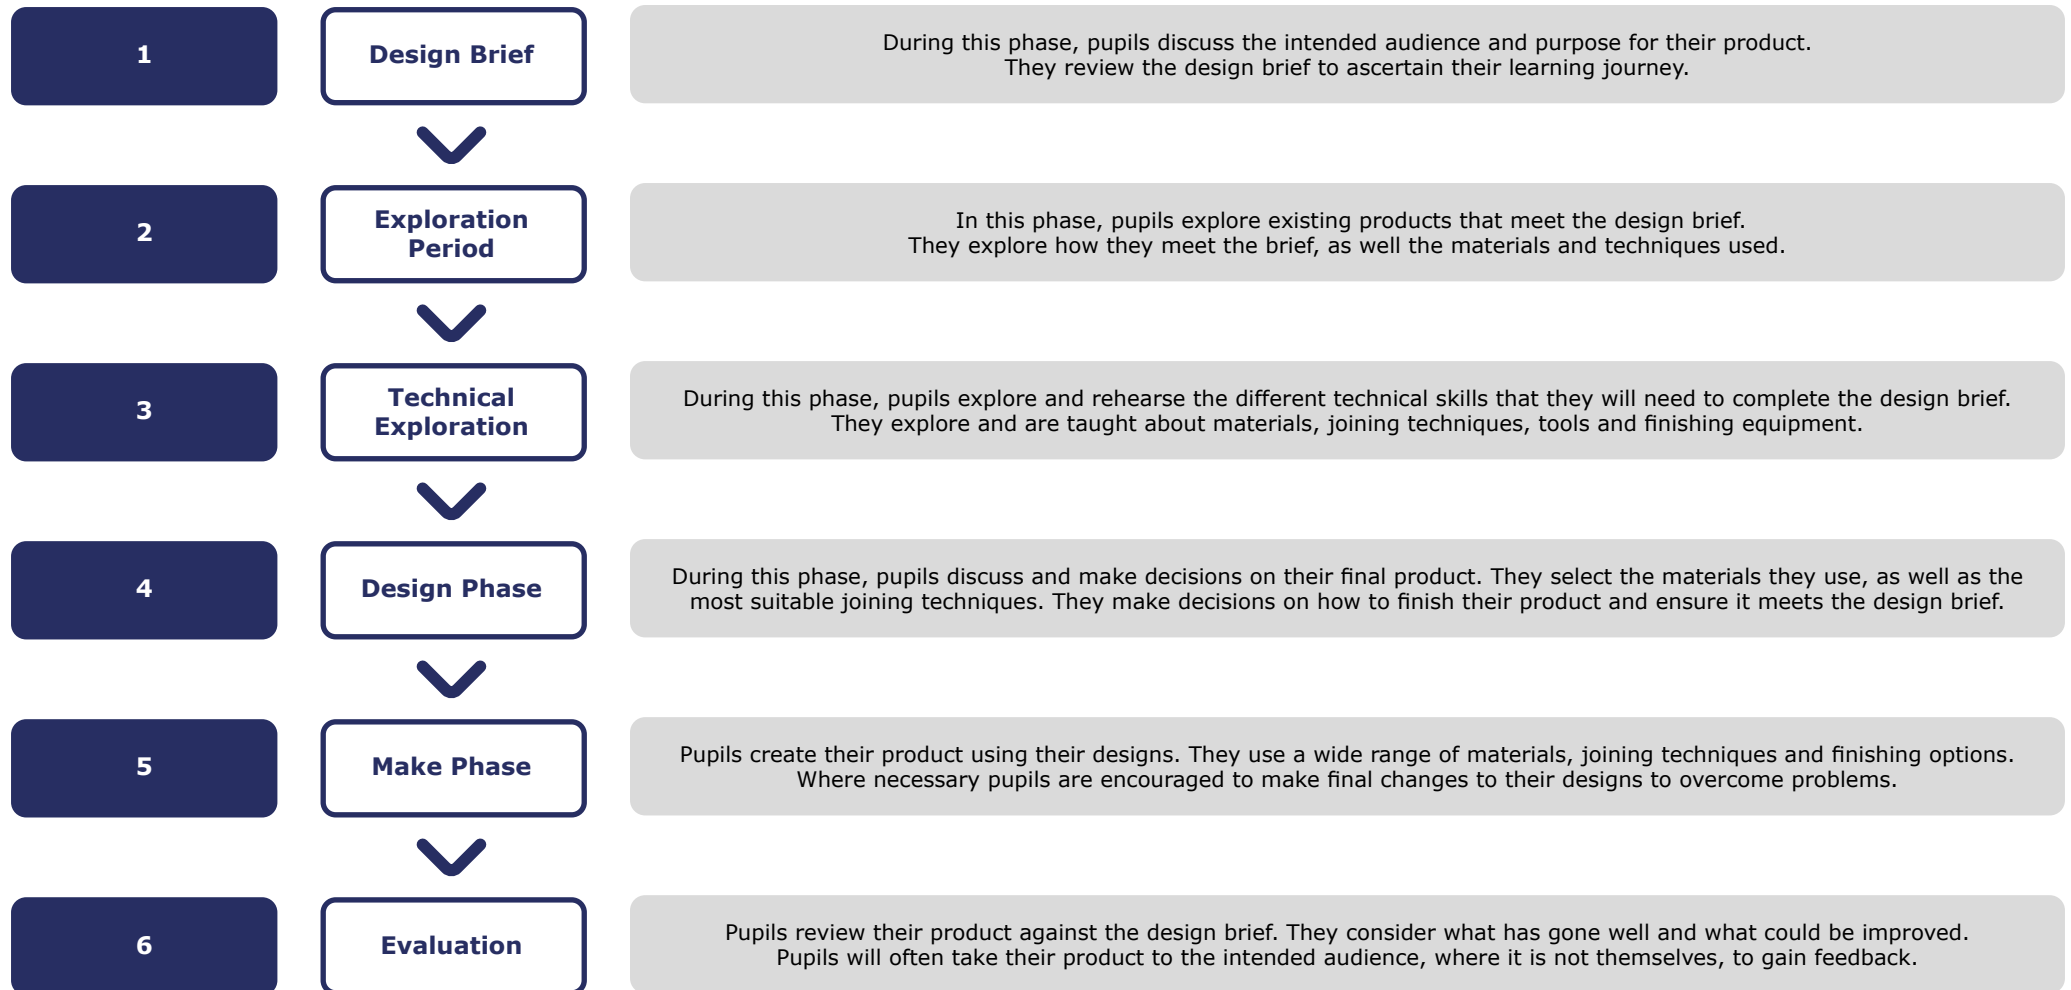 1
Design Brief
During this phase, pupils discuss the intended audience and purpose for their product.
They review the design brief to ascertain their learning journey.
2
Exploration
Period
In this phase, pupils explore existing products that meet the design brief.
They explore how they meet the brief, as well the materials and techniques used.
3
Technical
Exploration
During this phase, pupils explore and rehearse the different technical skills that they will need to complete the design brief.
They explore and are taught about materials, joining techniques, tools and finishing equipment.
4
Design Phase
During this phase, pupils discuss and make decisions on their final product. They select the materials they use, as well as the
most suitable joining techniques. They make decisions on how to finish their product and ensure it meets the design brief.
5
Make Phase
Pupils create their product using their designs. They use a wide range of materials, joining techniques and finishing options.
Where necessary pupils are encouraged to make final changes to their designs to overcome problems.
6
Evaluation
Pupils review their product against the design brief. They consider what has gone well and what could be improved.
Pupils will often take their product to the intended audience, where it is not themselves, to gain feedback.